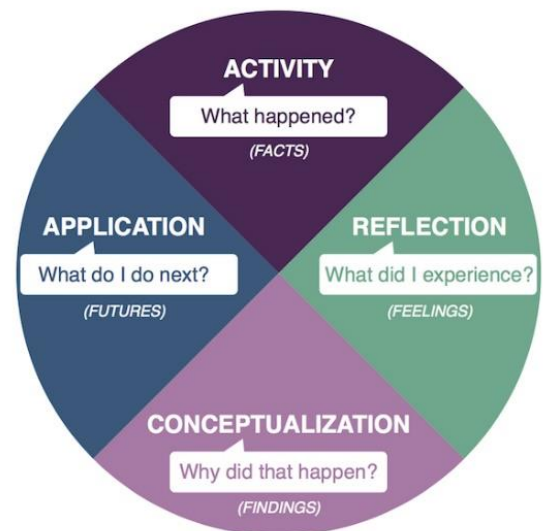 ACTIVITY
What happened?
(FACTS)
REFLECTION
What did I experience?
(FEELINGS)
CONCEPTUALIZATION
Why did that happen?
(FINDINGS)
APPLICATION
What do I do next?
(FUTURES)